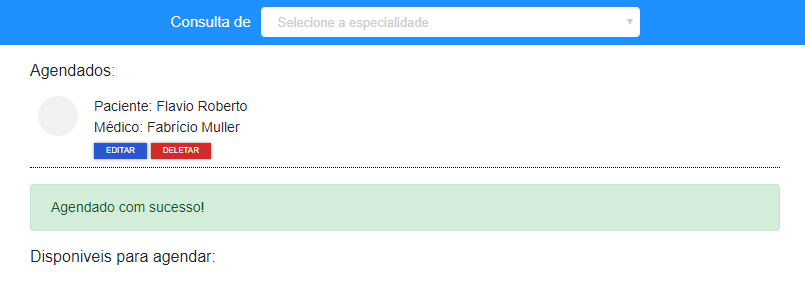 Consulta de Selecione a especialidade
Agendados:
Paciente: Flavio Roberto
Médico: Fabrício Muller
EDITAR DELETAR
Agendado com sucesso!
Disponiveis para agendar: